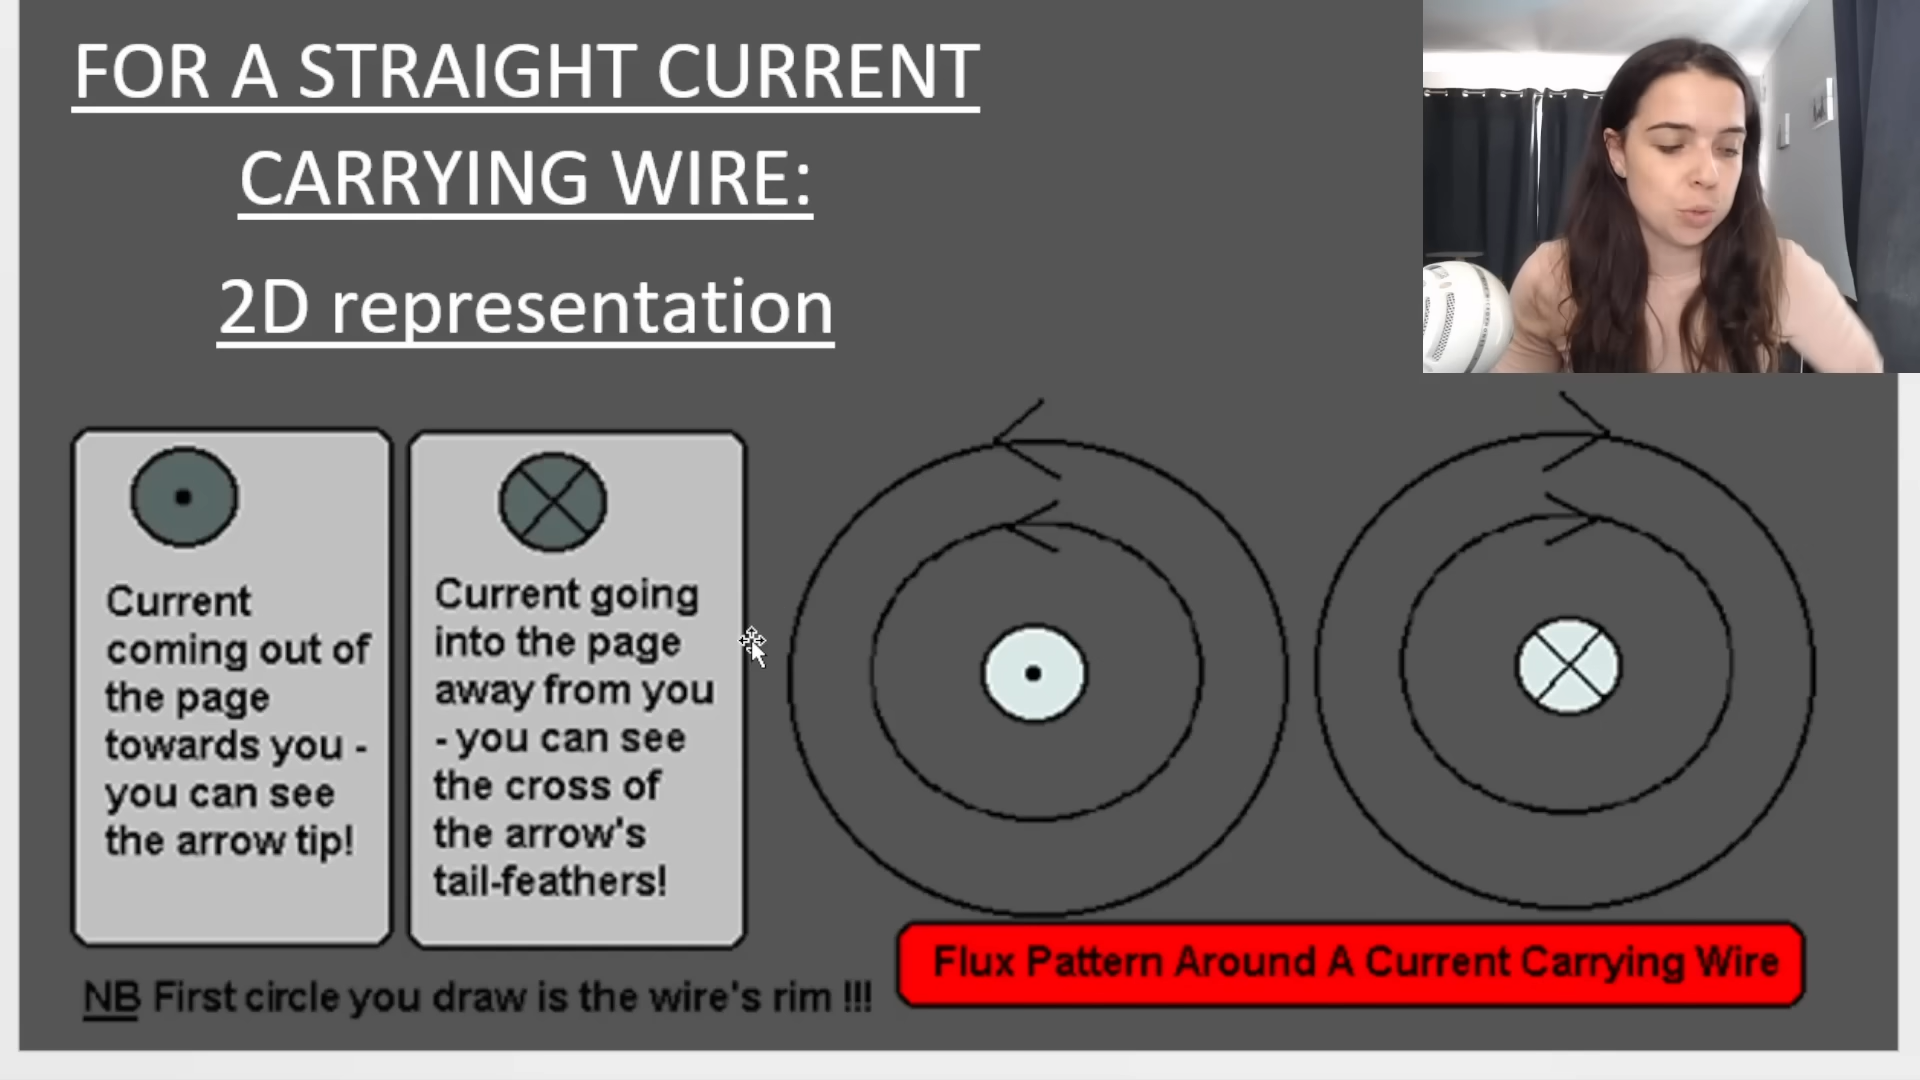 FOR A STRAIGHT CURRENT
CARRYING WIRE:
2D representation
Current
coming out of
the page
towards you -
you can see
the arrow tip!
Current going
into the page
away from you
- you can see
the cross of
the arrow's
tail-feathers!
NB First circle you draw is the wire's rim !!!
Flux Pattern Around A Current Carrying Wire